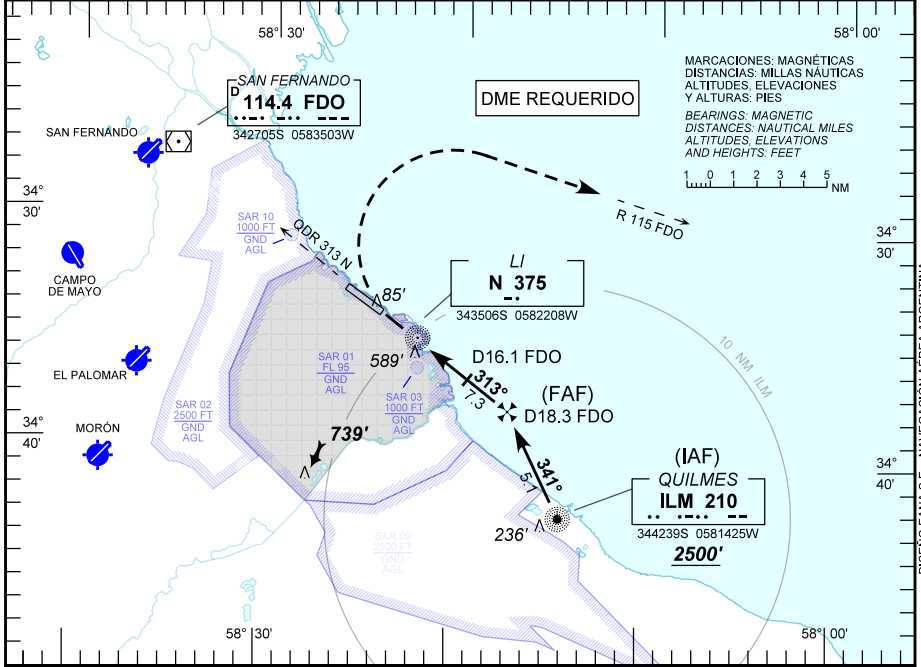 58° 30'
58° 00'
MARCACIONES: MAGNÉTICAS
DISTANCIAS: MILLAS NÁUTICAS
ALTITUDES, ELEVACIONES
Y ALTURAS: PIES
BEARINGS: MAGNETIC
DISTANCES: NAUTICAL MILES
ALTITUDES, ELEVATIONS
AND HEIGHTS: FEET
1 0 1 2 3 4 5 NM
DME REQUERIDO
SAN FERNANDO
D 114.4 FDO
342705S 0583503W
SAN FERNANDO
34° 30'
34° 30'
R 115 FDO
SAR 10
1000 FT
GND
AGL
QDR 313 N
CAMPO
DE MAYO
LI
N 375
343506S 0582208W
85'
589'
D16.1 FDO
313°
7.3
(FAF)
D18.3 FDO
10 NM ILM
EL PALOMAR
SAR 01
FL 95
GND
AGL
SAR 03
1000 FT
GND
AGL
SAR 02
2500 FT
GND
AGL
MORÓN
34° 40'
34° 40'
739'
341°
5.7
(IAF)
QUILMES
ILM 210
344239S 0581425W
2500'
236'
SAR 09
2500 FT
GND
AGL
58° 30'
58° 00'